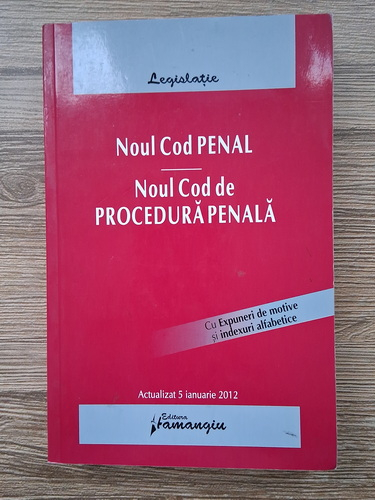 Legislație
Noul Cod PENAL
Noul Cod de
PROCEDURĂ PENALĂ
Cu Expuneri de motive
și indexuri alfabetice
Actualizat 5 ianuarie 2012
Editura
Hamangiu